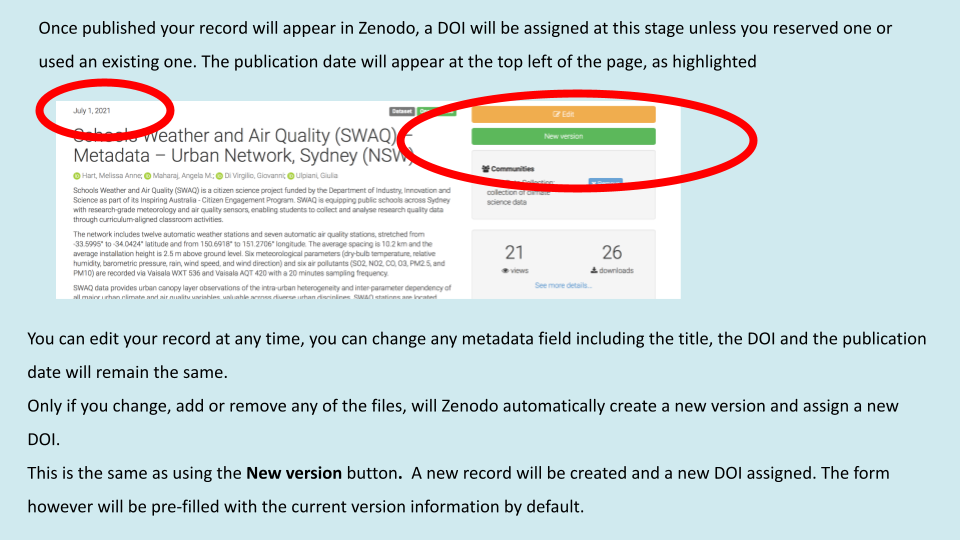 Once published your record will appear in Zenodo, a DOI will be assigned at this stage unless you reserved one or
used an existing one. The publication date will appear at the top left of the page, as highlighted
July 1, 2021
Dataset
Schools Weather and Air Quality (SWAQ) –
Metadata – Urban Network, Sydney (NSW)
Hart, Melissa Anne; Maharaj, Angela M.; Di Virgilio, Giovanni; Ulpiani, Giulia
Schools Weather and Air Quality (SWAQ) is a citizen science project funded by the Department of Industry, Innovation and
Science as part of its Inspiring Australia - Citizen Engagement Program. SWAQ is equipping public schools across Sydney
with research-grade meteorology and air quality sensors, enabling students to collect and analyse research quality data
through curriculum-aligned classroom activities.
The network includes twelve automatic weather stations and seven automatic air quality stations, stretched from
-33.5995° to -34.0424° latitude and from 150.6918° to 151.2706° longitude. The average spacing is 10.2 km and the
average installation height is 2.5 m above ground level. Six meteorological parameters (dry-bulb temperature, relative
humidity, barometric pressure, rain, wind speed, and wind direction) and six air pollutants (SO2, NO2, CO, O3, PM2.5, and
PM10) are recorded via Vaisala WXT 536 and Vaisala AQT 420 with a 20 minutes sampling frequency.
SWAQ data provides urban canopy layer observations of the intra-urban heterogeneity and inter-parameter dependency of
all major urban climate and air quality variables, valuable across diverse urban disciplines. SWAQ stations are located
Edit
New version
Communities
collection of climate
science data
21
views
26
downloads
See more details...
You can edit your record at any time, you can change any metadata field including the title, the DOI and the publication
date will remain the same.
Only if you change, add or remove any of the files, will Zenodo automatically create a new version and assign a new
DOI.
This is the same as using the New version button. A new record will be created and a new DOI assigned. The form
however will be pre-filled with the current version information by default.